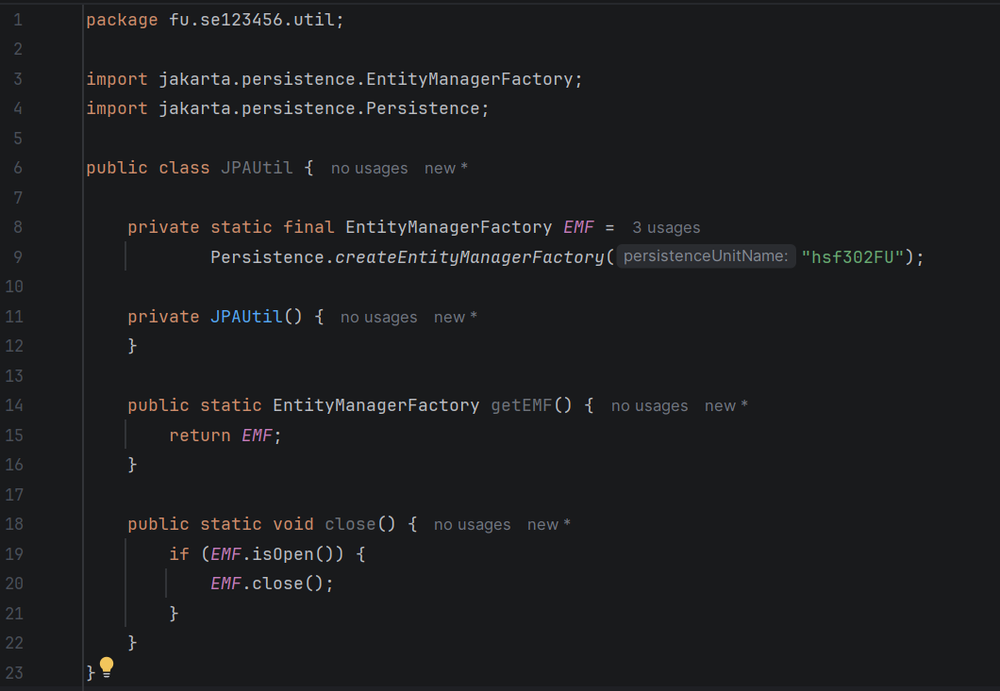 1 package fu.se123456.util;
2
3 import jakarta.persistence.EntityManagerFactory;
4 import jakarta.persistence.Persistence;
5
6 public class JPAUtil { no usages new *
7
8     private static final EntityManagerFactory EMF = 3 usages
9             Persistence.createEntityManagerFactory( persistenceUnitName: "hsf302FU");
10
11     private JPAUtil() { no usages new *
12     }
13
14     public static EntityManagerFactory getEMF() { no usages new *
15         return EMF;
16     }
17
18     public static void close() { no usages new *
19         if (EMF.isOpen()) {
20             EMF.close();
21         }
22     }
23 }